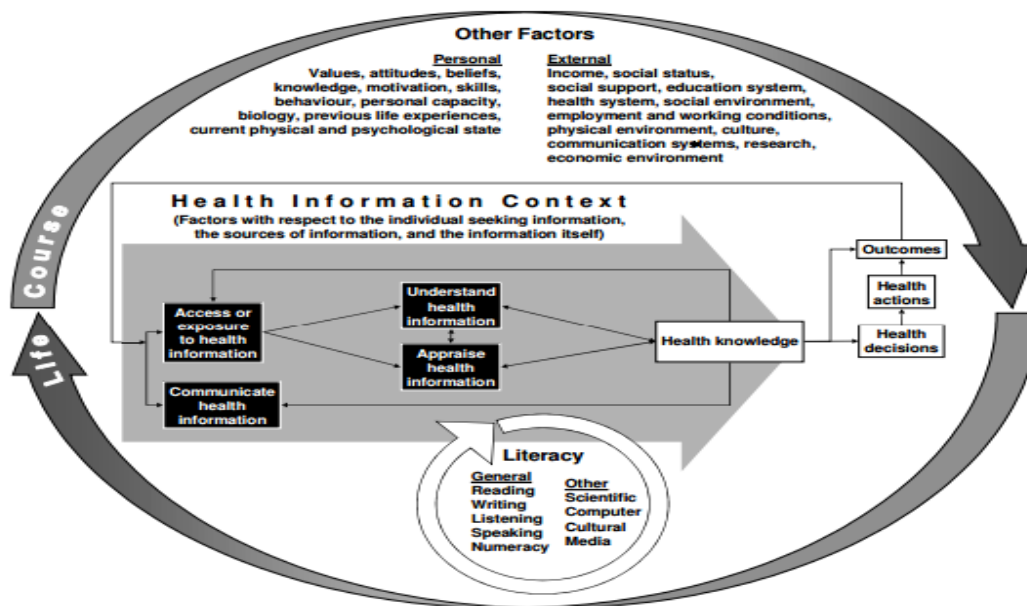 Other Factors
Personal
Values, attitudes, beliefs,
knowledge, motivation, skills,
behaviour, personal capacity,
biology, previous life experiences,
current physical and psychological state
External
Income, social status,
social support, education system,
health system, social environment,
employment and working conditions,
physical environment, culture,
communication systems, research,
economic environment
Course
Life
Health Information Context
(Factors with respect to the individual seeking information,
the sources of information, and the information itself)
Access or
exposure
to health
information
Understand
health
information
Appraise
health
information
Communicate
health
information
Health knowledge
Outcomes
Health
actions
Health
decisions
Literacy
General
Reading
Writing
Listening
Speaking
Numeracy
Other
Scientific
Computer
Cultural
Media